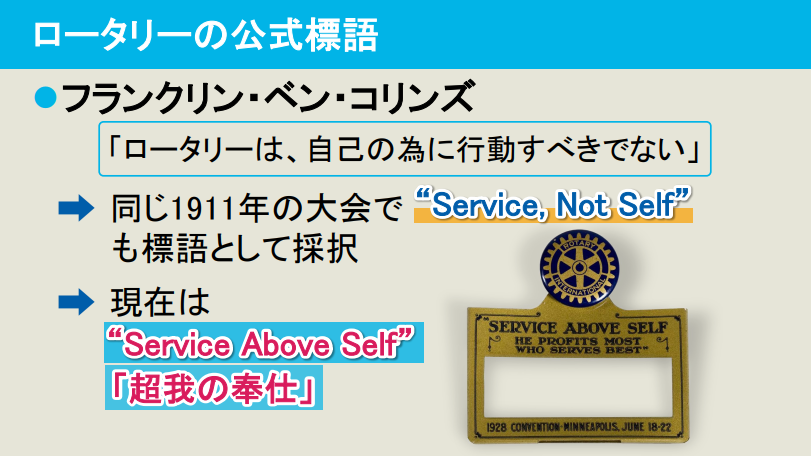 ロータリーの公式標語
●フランクリン・ベン・コリンズ
「ロータリーは、自己の為に行動すべきでない」
➡ 同じ1911年の大会で “Service, Not Self”
も標語として採択
➡ 現在は
“Service Above Self”
「超我の奉仕」
ROTARY
INTERNATIONAL
"SERVICE ABOVE SELF
HE PROFITS MOST
WHO SERVES BEST"
1928 CONVENTION-MINNEAPOLIS, JUNE 18-22